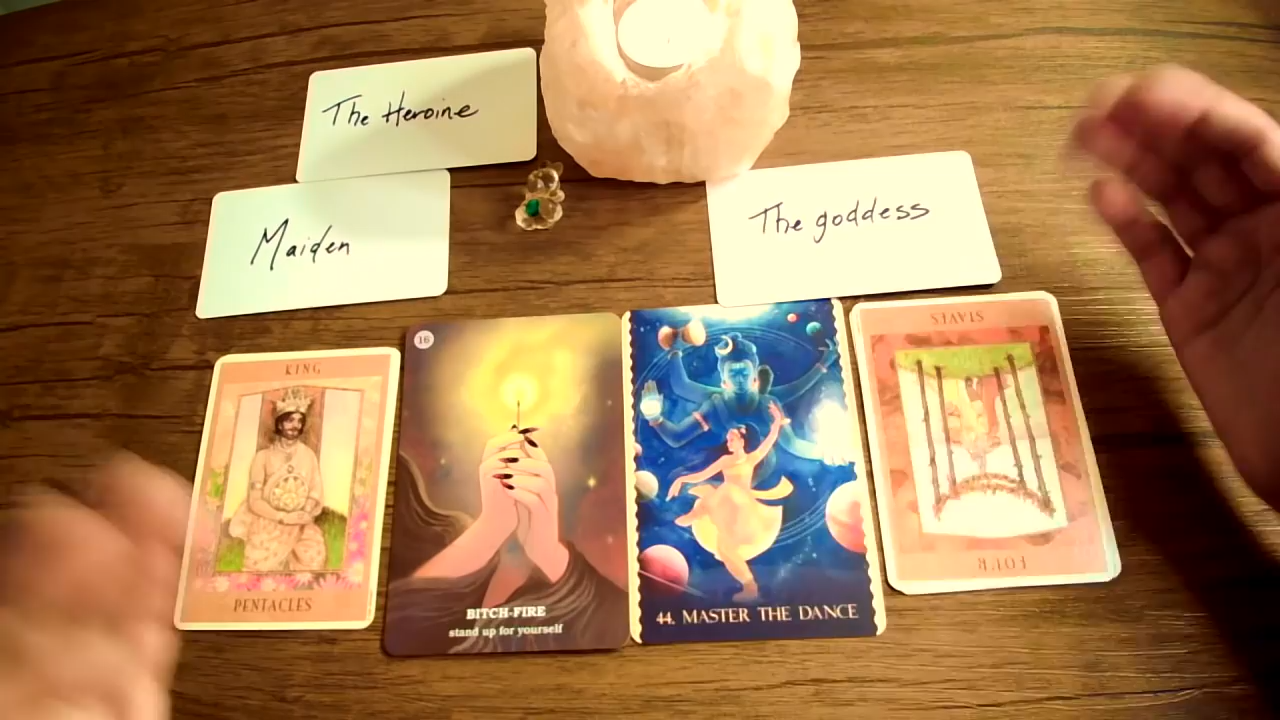 The Heroine
Maiden
The goddess
KING
PENTACLES
16
BITCH-FIRE
stand up for yourself
44. MASTER THE DANCE
STAVES
FOUR